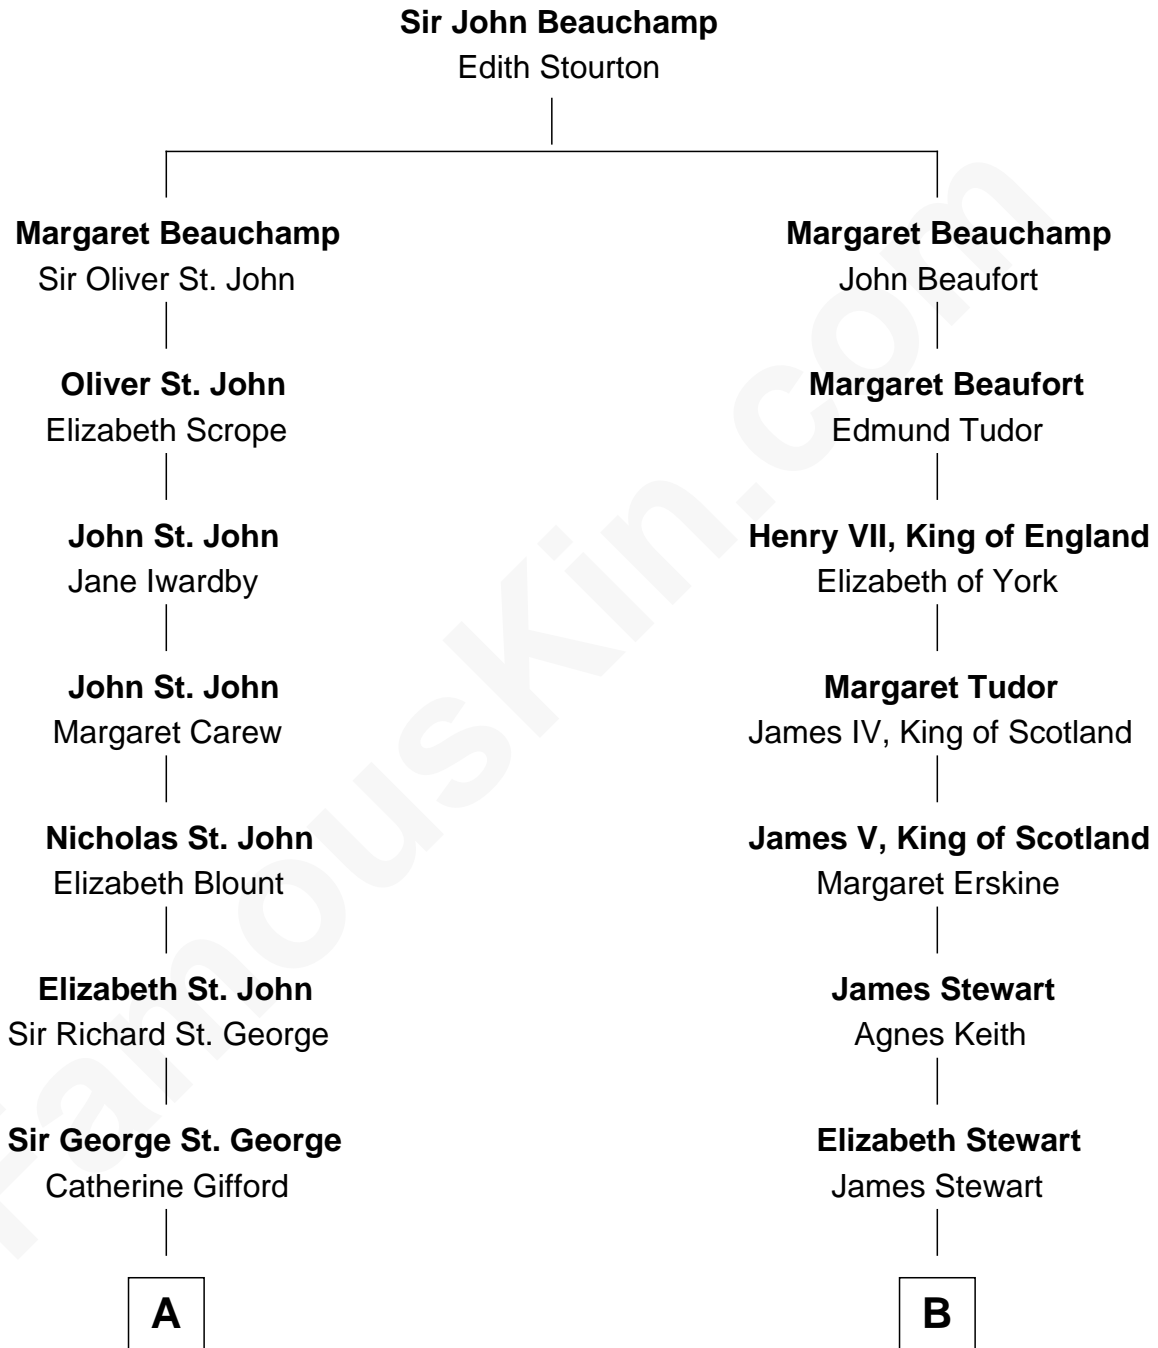 Sir John Beauchamp
Edith Stourton
Margaret Beauchamp
Sir Oliver St. John
Margaret Beauchamp
John Beaufort
Oliver St. John
Elizabeth Scrope
Margaret Beaufort
Edmund Tudor
John St. John
Jane Iwardby
Henry VII, King of England
Elizabeth of York
John St. John
Margaret Carew
Margaret Tudor
James IV, King of Scotland
Nicholas St. John
Elizabeth Blount
James V, King of Scotland
Margaret Erskine
Elizabeth St. John
Sir Richard St. George
James Stewart
Agnes Keith
Sir George St. George
Catherine Gifford
Elizabeth Stewart
James Stewart
A
B
FamousKin.com